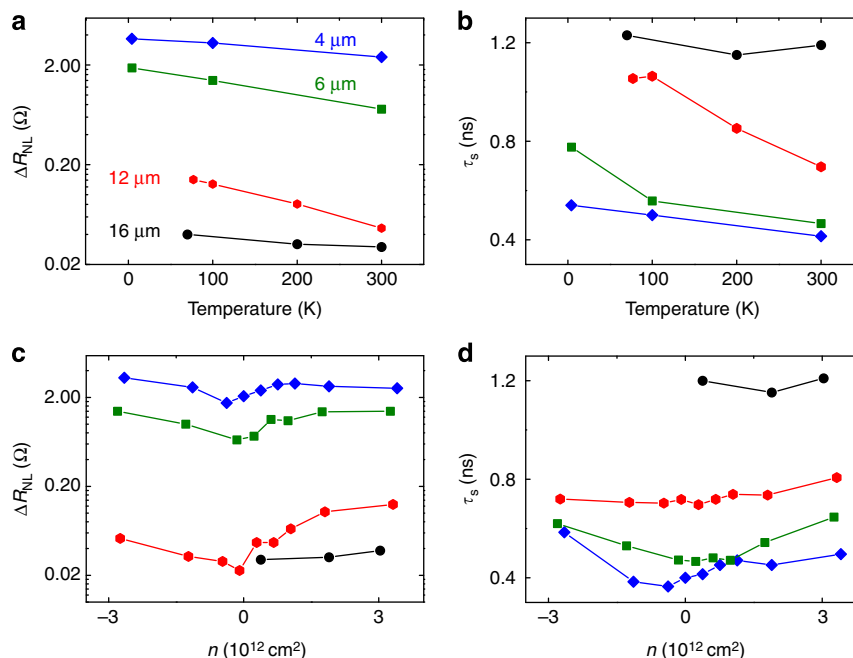 a
4 μm
6 μm
12 μm
16 μm
2.00
0.20
0.02
ΔR_NL (Ω)
0
100
200
300
Temperature (K)
b
1.2
0.8
0.4
τ_s (ns)
0
100
200
300
Temperature (K)
c
2.00
0.20
0.02
ΔR_NL (Ω)
−3
0
3
n (10^12 cm^2)
d
1.2
0.8
0.4
τ_s (ns)
−3
0
3
n (10^12 cm^2)